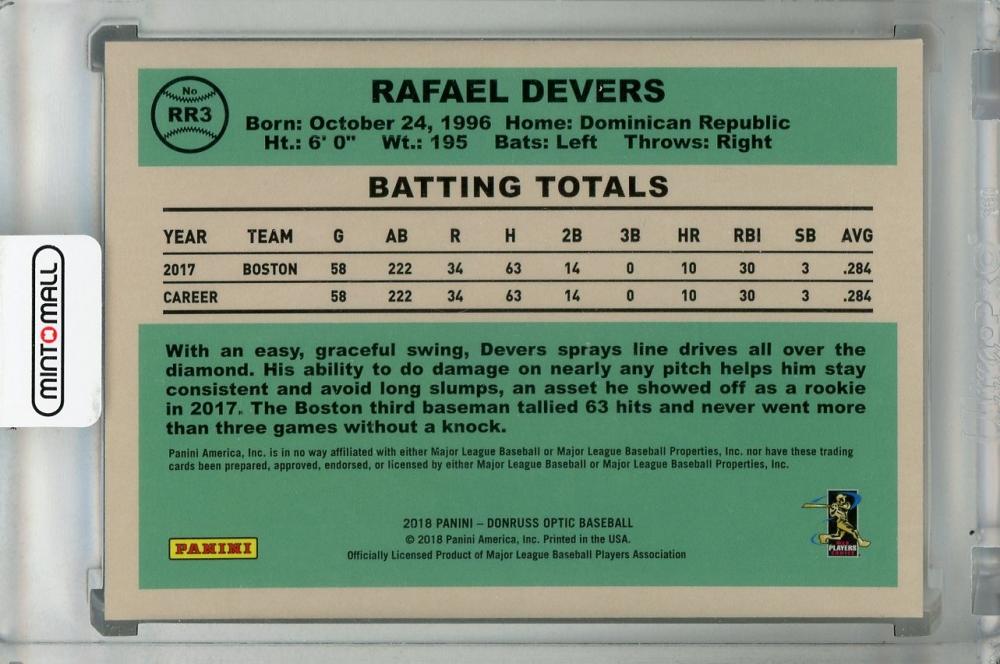 No
RR3
RAFAEL DEVERS
Born: October 24, 1996 Home: Dominican Republic
Ht.: 6' 0" Wt.: 195 Bats: Left Throws: Right
BATTING TOTALS
YEAR TEAM G AB R H 2B 3B HR RBI SB AVG
2017 BOSTON 58 222 34 63 14 0 10 30 3 .284
CAREER 58 222 34 63 14 0 10 30 3 .284
With an easy, graceful swing, Devers sprays line drives all over the
diamond. His ability to do damage on nearly any pitch helps him stay
consistent and avoid long slumps, an asset he showed off as a rookie
in 2017. The Boston third baseman tallied 63 hits and never went more
than three games without a knock.
Panini America, Inc. is in no way affiliated with either Major League Baseball or Major League Baseball Properties, Inc. nor have these trading
cards been prepared, approved, endorsed, or licensed by either Major League Baseball or Major League Baseball Properties, Inc.
2018 PANINI – DONRUSS OPTIC BASEBALL
© 2018 Panini America, Inc. Printed in the USA.
Officially Licensed Product of Major League Baseball Players Association
PANINI
PLAYERS
MINT MALL